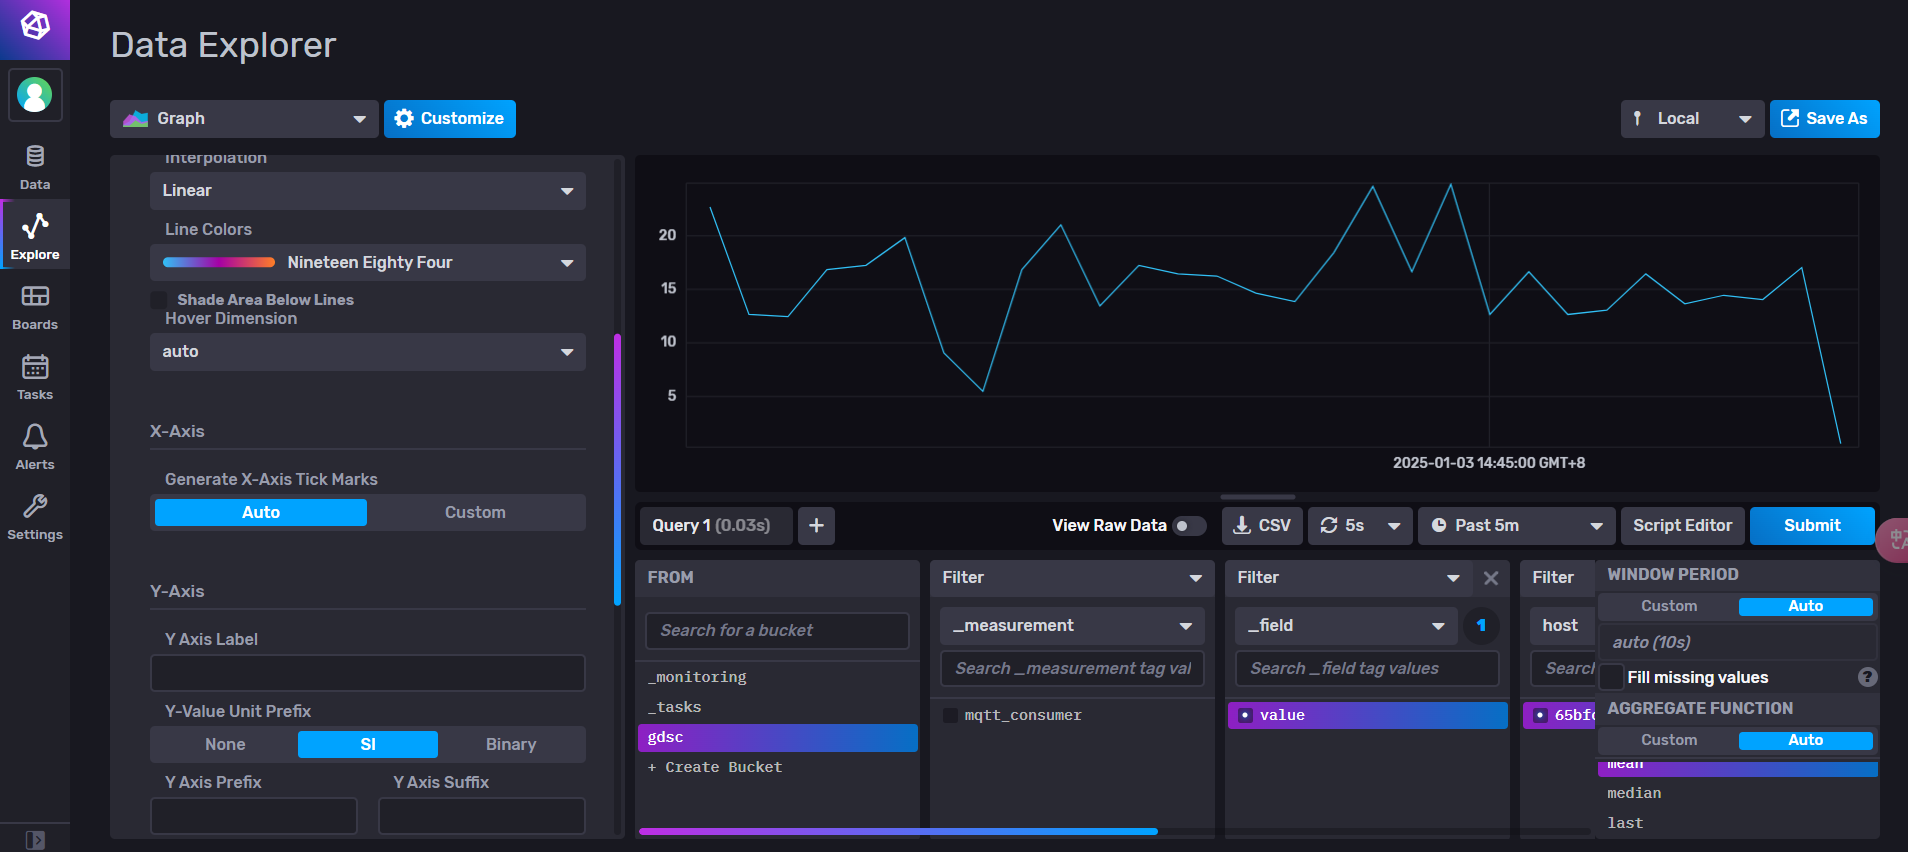 Data Explorer
Graph
Customize
Local
Save As
Data
Explore
Boards
Tasks
Alerts
Settings
Interpolation
Linear
Line Colors
Nineteen Eighty Four
Shade Area Below Lines
Hover Dimension
auto
X-Axis
Generate X-Axis Tick Marks
Auto Custom
Y-Axis
Y Axis Label
Y-Value Unit Prefix
None SI Binary
Y Axis Prefix Y Axis Suffix
20
15
10
5
2025-01-03 14:45:00 GMT+8
Query 1 (0.03s) + View Raw Data CSV 5s Past 5m Script Editor Submit
FROM
Search for a bucket
_monitoring
_tasks
gdsc
+ Create Bucket
Filter
_measurement
Search _measurement tag val
mqtt_consumer
Filter
_field 1
Search _field tag values
value
Filter
host
Search
65bfc
WINDOW PERIOD
Custom Auto
auto (10s)
Fill missing values ?
AGGREGATE FUNCTION
Custom Auto
mean
median
last